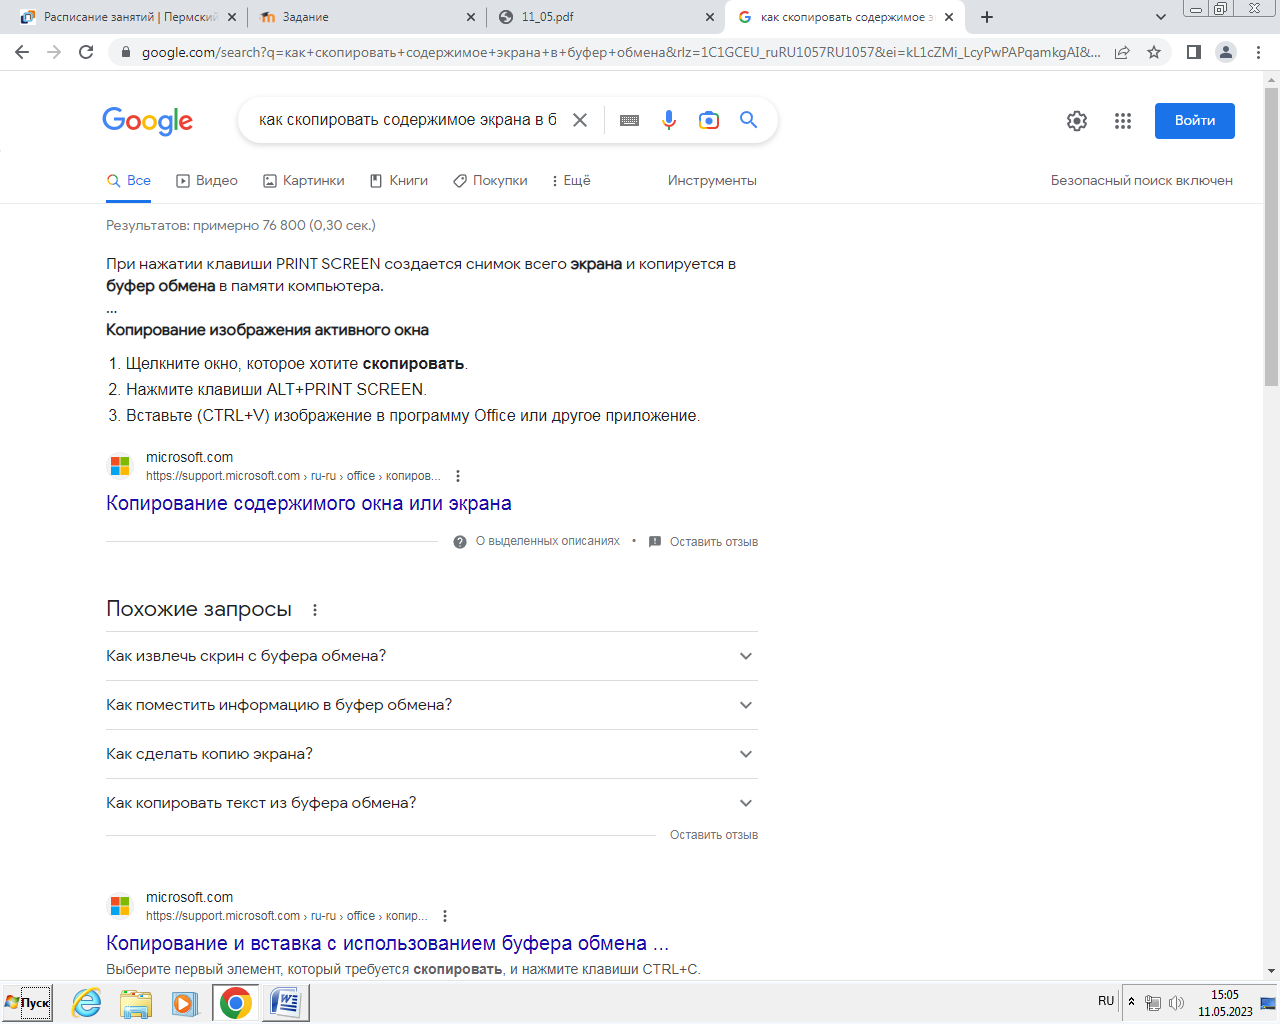 Расписание занятий | Пермский
Задание
11_05.pdf
как скопировать содержимое э
google.com/search?q=как+скопировать+содержимое+экрана+в+буфер+обмена&rlz=1C1GCEU_ruRU1057RU1057&ei=kL1cZMi_LcyPwPAPqamkgAI&...
Google
как скопировать содержимое экрана в б
Войти
Все
Видео
Картинки
Книги
Покупки
Ещё
Инструменты
Безопасный поиск включен
Результатов: примерно 76 800 (0,30 сек.)
При нажатии клавиши PRINT SCREEN создается снимок всего экрана и копируется в
буфер обмена в памяти компьютера.
...
Копирование изображения активного окна
1. Щелкните окно, которое хотите скопировать.
2. Нажмите клавиши ALT+PRINT SCREEN.
3. Вставьте (CTRL+V) изображение в программу Office или другое приложение.
microsoft.com
https://support.microsoft.com › ru-ru › office › копиров...
Копирование содержимого окна или экрана
О выделенных описаниях • Оставить отзыв
Похожие запросы
Как извлечь скрин с буфера обмена?
Как поместить информацию в буфер обмена?
Как сделать копию экрана?
Как копировать текст из буфера обмена?
Оставить отзыв
microsoft.com
https://support.microsoft.com › ru-ru › office › копир...
Копирование и вставка с использованием буфера обмена ...
Выберите первый элемент, который требуется скопировать, и нажмите клавиши CTRL+C.
Пуск
RU
15:05
11.05.2023